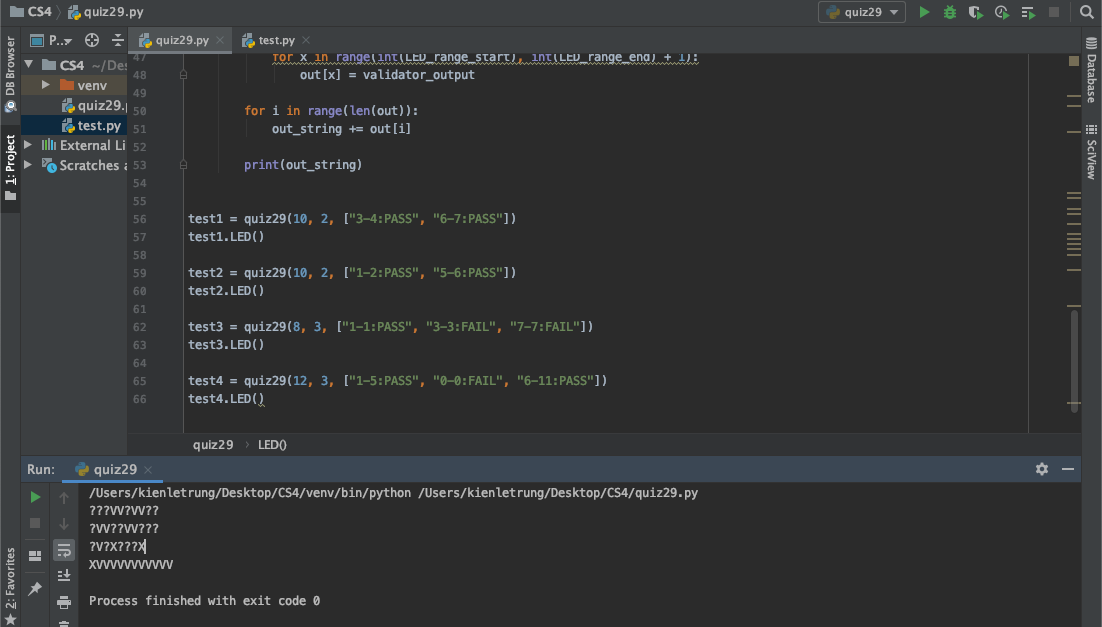 CS4 quiz29.py quiz29
P.. quiz29.py test.py
1: Project
DB Browser
CS4 ~/Des
venv
quiz29.
test.py
External Li
Scratches a
Database
SciView
47 for x in range(int(LED_range_start), int(LED_range_end) + 1):
48 out[x] = validator_output
49
50 for i in range(len(out)):
51 out_string += out[i]
52
53 print(out_string)
54
55
56 test1 = quiz29(10, 2, ["3-4:PASS", "6-7:PASS"])
57 test1.LED()
58
59 test2 = quiz29(10, 2, ["1-2:PASS", "5-6:PASS"])
60 test2.LED()
61
62 test3 = quiz29(8, 3, ["1-1:PASS", "3-3:FAIL", "7-7:FAIL"])
63 test3.LED()
64
65 test4 = quiz29(12, 3, ["1-5:PASS", "0-0:FAIL", "6-11:PASS"])
66 test4.LED()
quiz29 LED()
Run: quiz29
2: Favorites
/Users/kienletrung/Desktop/CS4/venv/bin/python /Users/kienletrung/Desktop/CS4/quiz29.py
???VV?VV??
?VV??VV???
?V?X???X
XVVVVVVVVVVV
Process finished with exit code 0